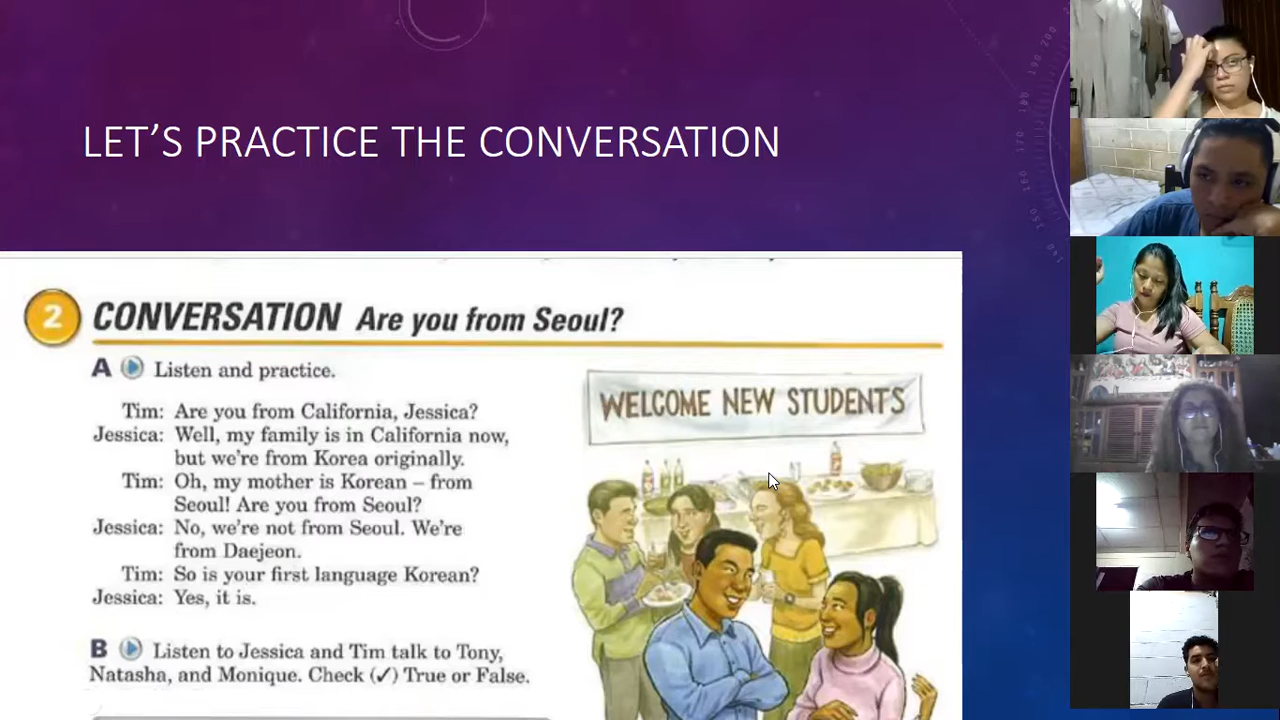 LET'S PRACTICE THE CONVERSATION
2 CONVERSATION Are you from Seoul?
A Listen and practice.
Tim: Are you from California, Jessica?
Jessica: Well, my family is in California now,
but we're from Korea originally.
Tim: Oh, my mother is Korean – from
Seoul! Are you from Seoul?
Jessica: No, we're not from Seoul. We're
from Daejeon.
Tim: So is your first language Korean?
Jessica: Yes, it is.
B Listen to Jessica and Tim talk to Tony,
Natasha, and Monique. Check (✓) True or False.
WELCOME NEW STUDENTS